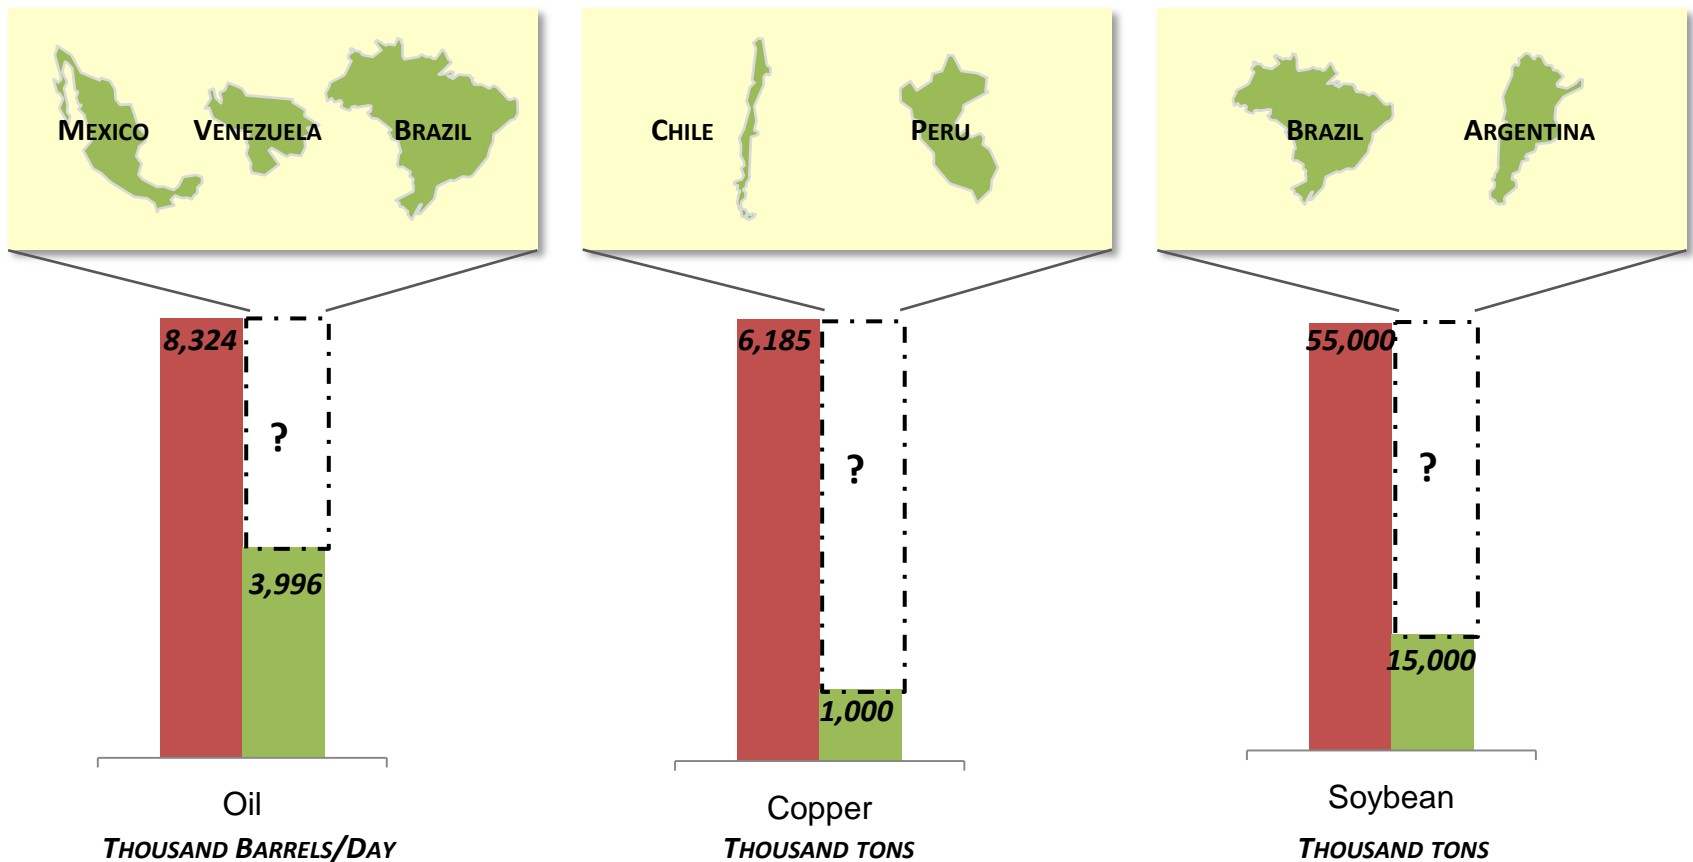 MEXICO VENEZUELA BRAZIL
CHILE PERU
BRAZIL ARGENTINA
8,324
?
3,996
Oil
THOUSAND BARRELS/DAY
6,185
?
1,000
Copper
THOUSAND TONS
55,000
?
15,000
Soybean
THOUSAND TONS